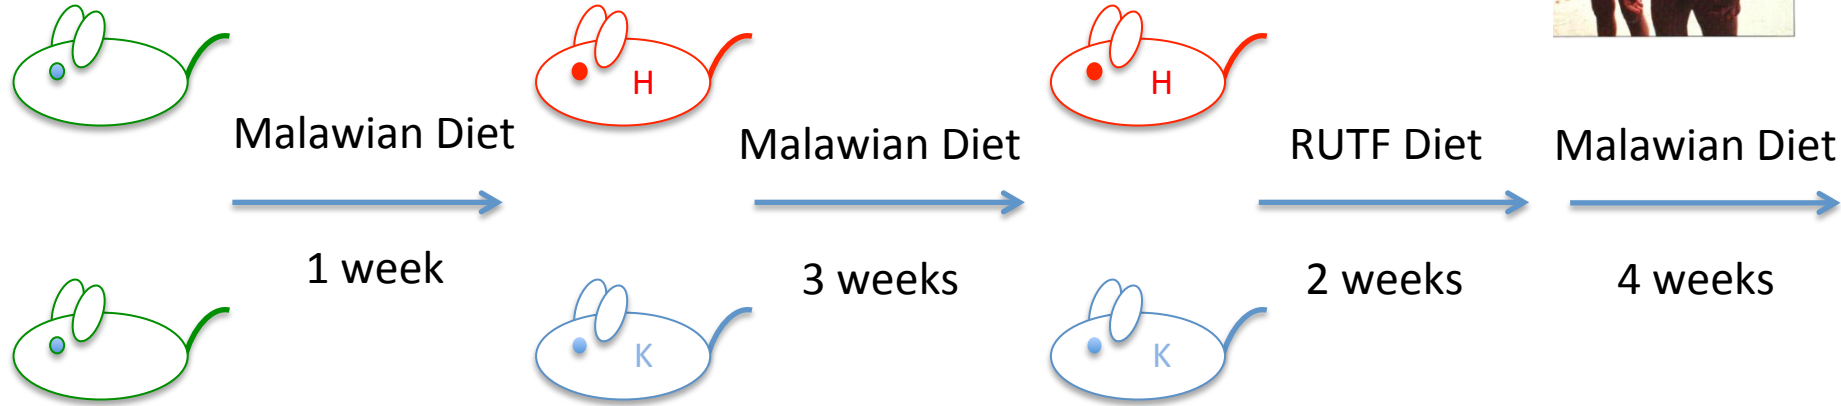 H
H
Malawian Diet
Malawian Diet
RUTF Diet
Malawian Diet
1 week
3 weeks
2 weeks
4 weeks
K
K